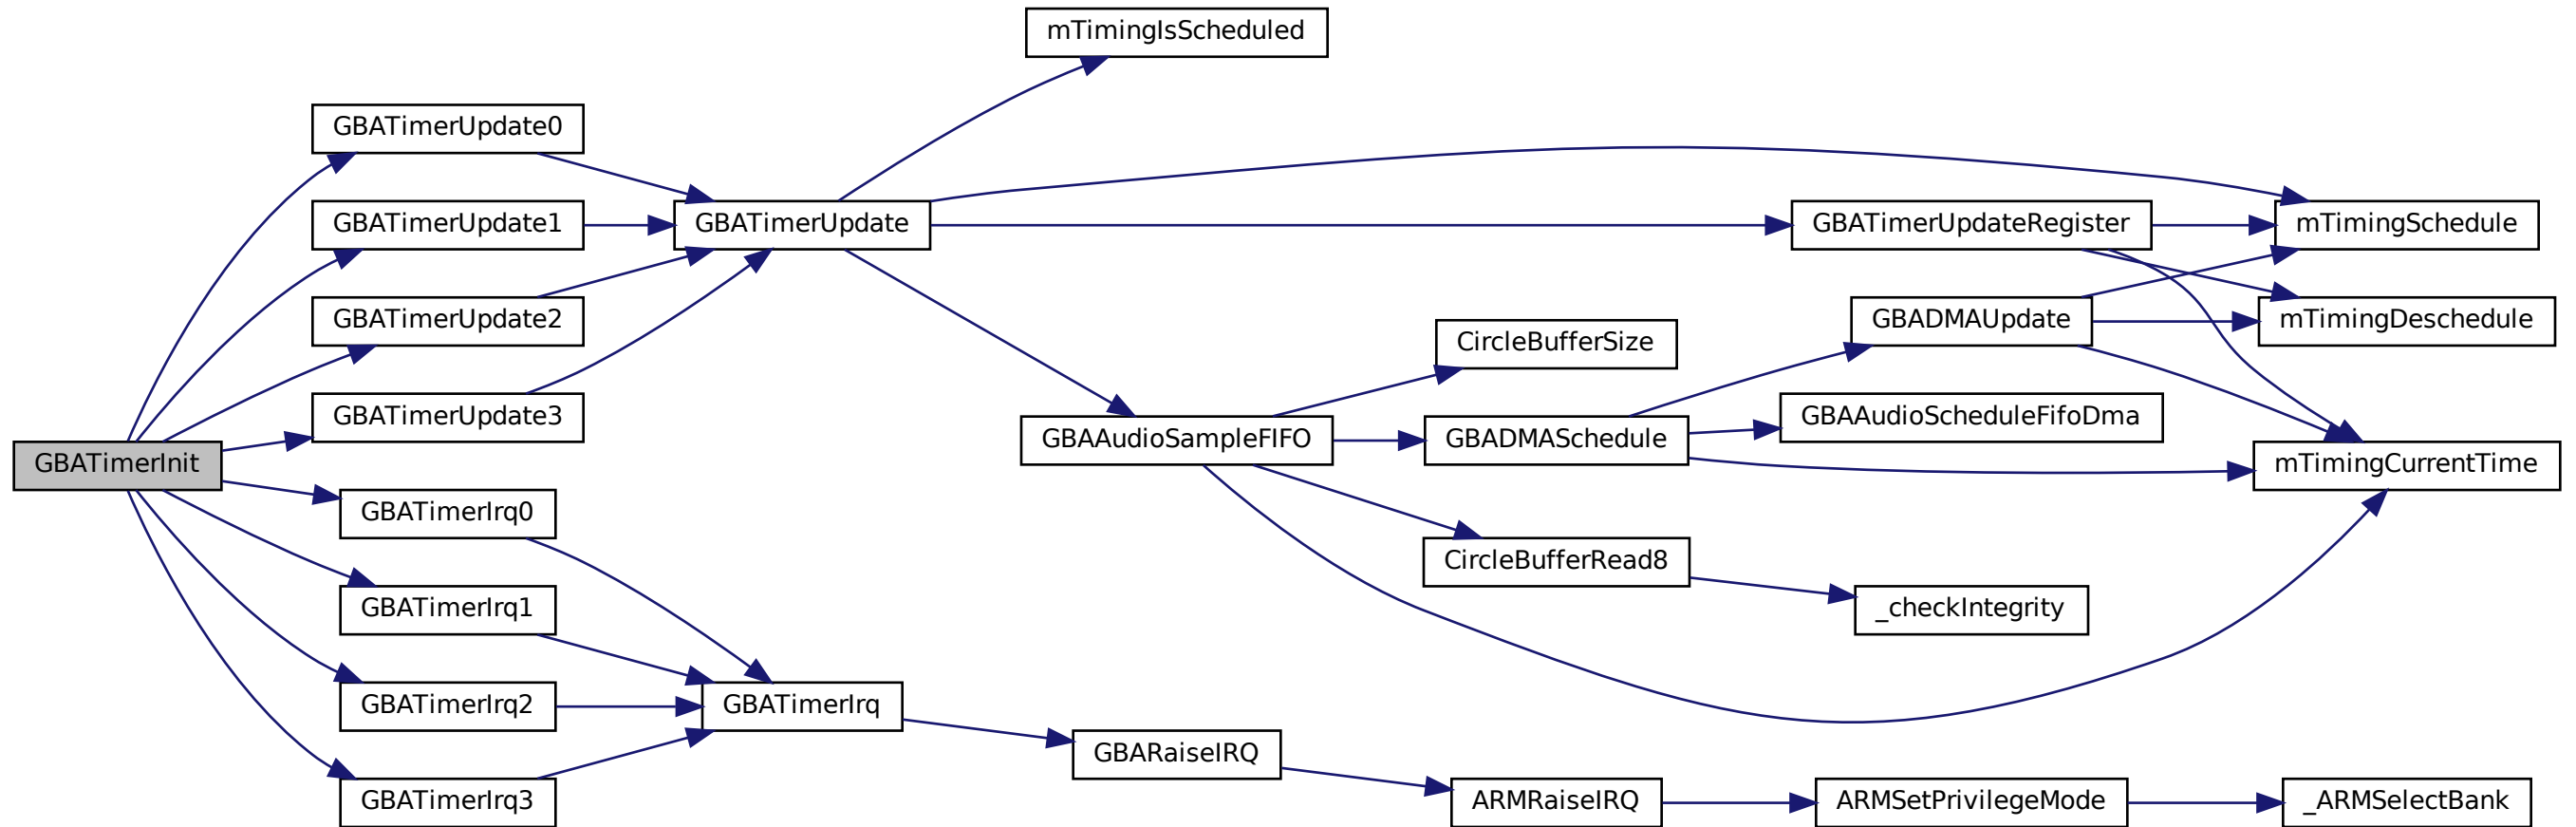 mTimingIsScheduled
GBATimerUpdate0
GBATimerUpdate1
GBATimerUpdate
GBATimerUpdateRegister
mTimingSchedule
GBATimerUpdate2
GBADMAUpdate
mTimingDeschedule
CircleBufferSize
GBATimerUpdate3
GBAAudioScheduleFifoDma
GBAAudioSampleFIFO
GBADMASchedule
GBATimerInit
mTimingCurrentTime
GBATimerIrq0
CircleBufferRead8
GBATimerIrq1
_checkIntegrity
GBATimerIrq2
GBATimerIrq
GBARaiseIRQ
GBATimerIrq3
ARMRaiseIRQ
ARMSetPrivilegeMode
_ARMSelectBank